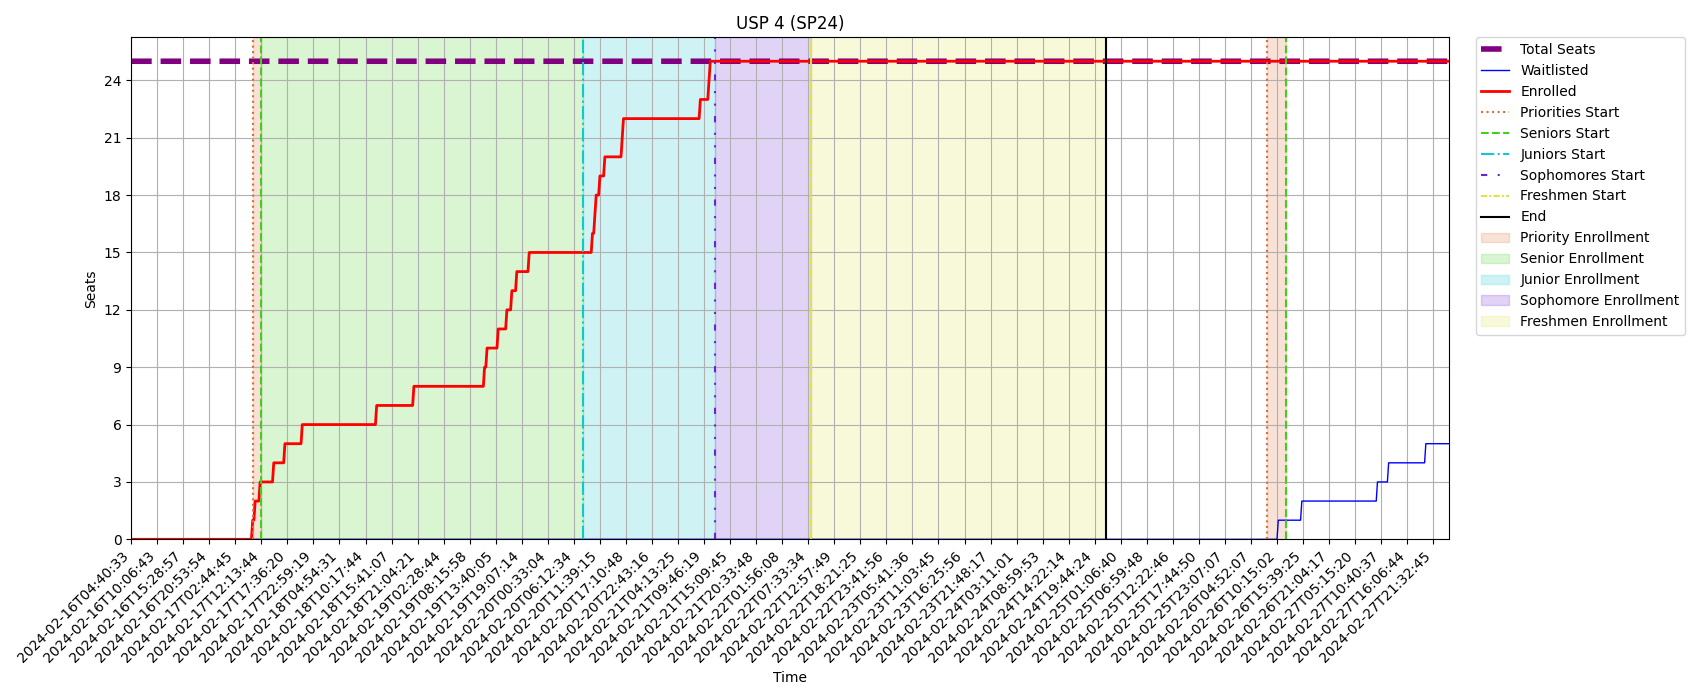 USP 4 (SP24)
Seats
24
21
18
15
12
9
6
3
0
2024-02-16T04:40:33
2024-02-16T10:06:43
2024-02-16T15:28:57
2024-02-16T20:53:54
2024-02-17T02:44:45
2024-02-17T12:13:44
2024-02-17T17:36:20
2024-02-17T22:59:19
2024-02-18T04:54:31
2024-02-18T10:17:44
2024-02-18T15:41:07
2024-02-18T21:04:21
2024-02-19T02:28:44
2024-02-19T08:15:58
2024-02-19T13:40:05
2024-02-19T19:07:14
2024-02-20T00:33:04
2024-02-20T06:12:34
2024-02-20T11:39:15
2024-02-20T17:10:48
2024-02-20T22:43:16
2024-02-21T04:13:25
2024-02-21T09:46:19
2024-02-21T15:09:45
2024-02-21T20:33:48
2024-02-22T01:56:08
2024-02-22T07:33:34
2024-02-22T12:57:49
2024-02-22T18:21:25
2024-02-22T23:41:56
2024-02-23T05:41:36
2024-02-23T11:03:45
2024-02-23T16:25:56
2024-02-23T21:48:17
2024-02-24T03:11:01
2024-02-24T08:59:53
2024-02-24T14:22:14
2024-02-24T19:44:24
2024-02-25T01:06:40
2024-02-25T06:59:48
2024-02-25T12:22:46
2024-02-25T17:44:50
2024-02-25T23:07:07
2024-02-26T04:52:07
2024-02-26T10:15:02
2024-02-26T15:39:25
2024-02-26T21:04:17
2024-02-27T05:15:20
2024-02-27T10:40:37
2024-02-27T16:06:44
2024-02-27T21:32:45
Time
Total Seats
Waitlisted
Enrolled
Priorities Start
Seniors Start
Juniors Start
Sophomores Start
Freshmen Start
End
Priority Enrollment
Senior Enrollment
Junior Enrollment
Sophomore Enrollment
Freshmen Enrollment